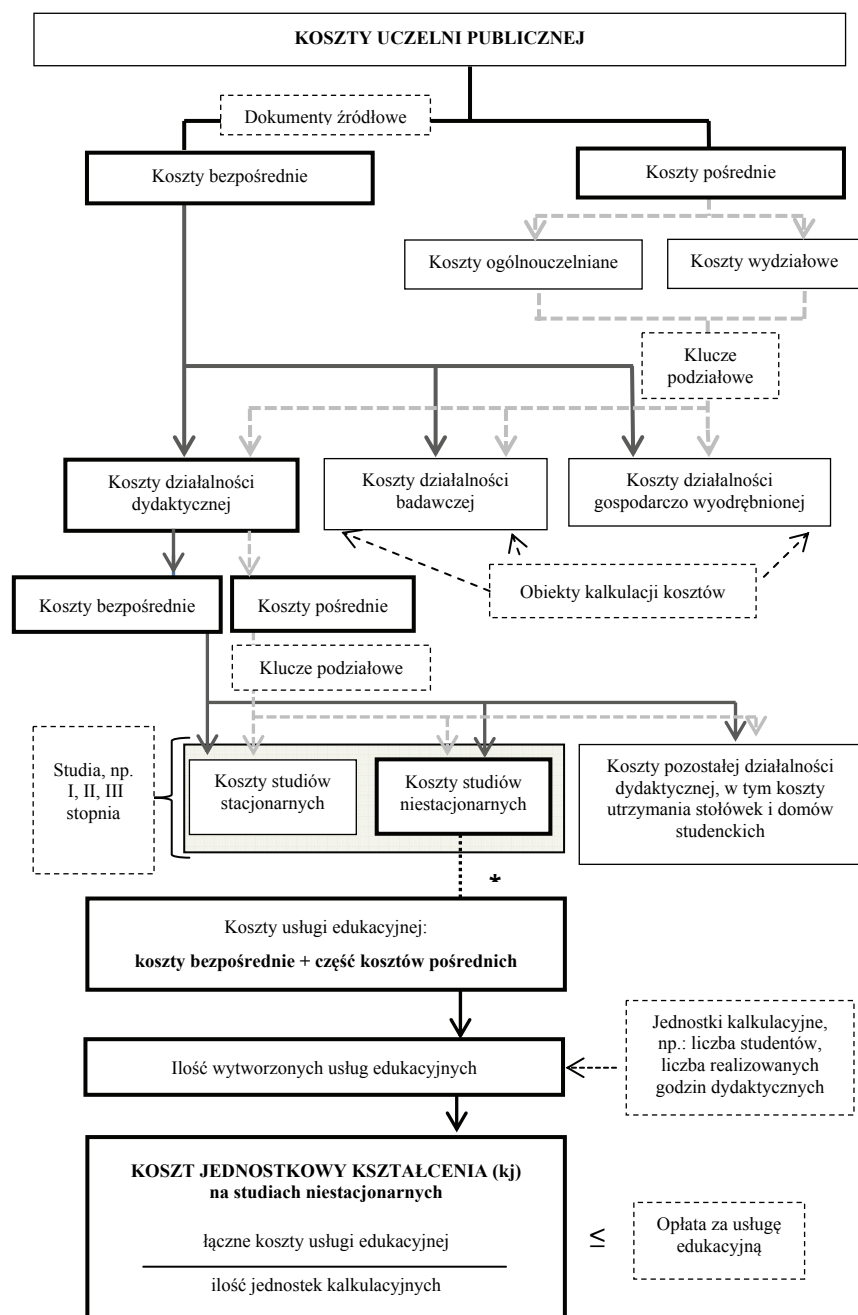 KOSZTY UCZELNI PUBLICZNEJ
Dokumenty źródłowe
Koszty bezpośrednie
Koszty pośrednie
Koszty ogólnouczelniane
Koszty wydziałowe
Klucze
podziałowe
Koszty działalności
dydaktycznej
Koszty działalności
badawczej
Koszty działalności
gospodarczo wyodrębnionej
Obiekty kalkulacji kosztów
Koszty bezpośrednie
Koszty pośrednie
Klucze podziałowe
Studia, np.
I, II, III
stopnia
Koszty studiów
stacjonarnych
Koszty studiów
niestacjonarnych
Koszty pozostałej działalności
dydaktycznej, w tym koszty
utrzymania stołówek i domów
studenckich
*
Koszty usługi edukacyjnej:
koszty bezpośrednie + część kosztów pośrednich
Ilość wytworzonych usług edukacyjnych
Jednostki kalkulacyjne,
np.: liczba studentów,
liczba realizowanych
godzin dydaktycznych
KOSZT JEDNOSTKOWY KSZTAŁCENIA (kj)
na studiach niestacjonarnych
łączne koszty usługi edukacyjnej
ilość jednostek kalkulacyjnych
≤
Opłata za usługę
edukacyjną